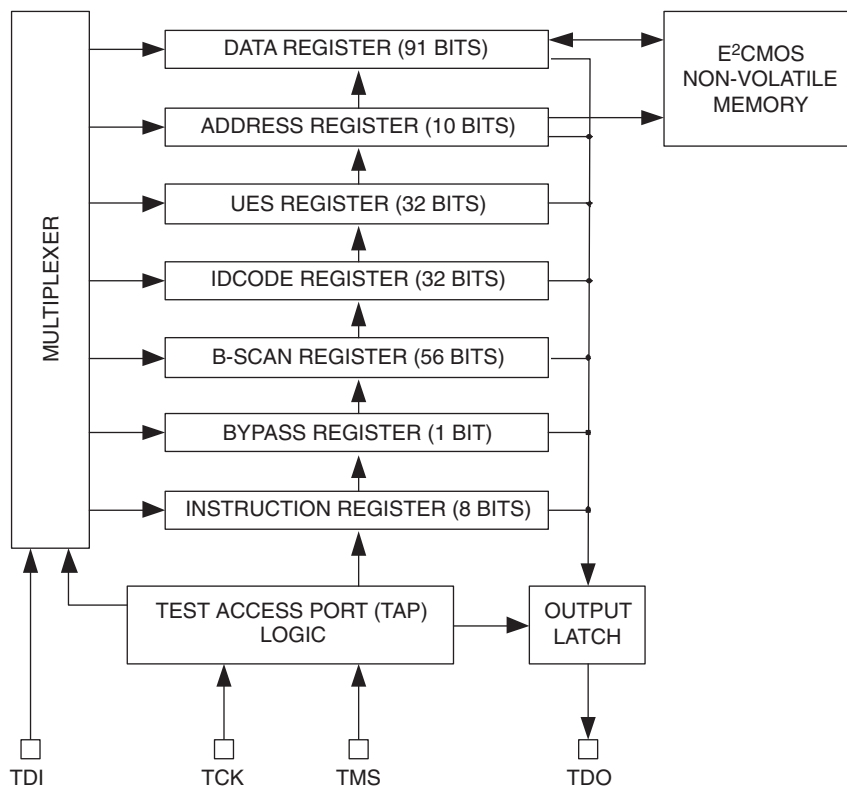 DATA REGISTER (91 BITS)
E²CMOS
NON-VOLATILE
MEMORY
ADDRESS REGISTER (10 BITS)
UES REGISTER (32 BITS)
MULTIPLEXER
IDCODE REGISTER (32 BITS)
B-SCAN REGISTER (56 BITS)
BYPASS REGISTER (1 BIT)
INSTRUCTION REGISTER (8 BITS)
TEST ACCESS PORT (TAP)
LOGIC
OUTPUT
LATCH
TDI
TCK
TMS
TDO